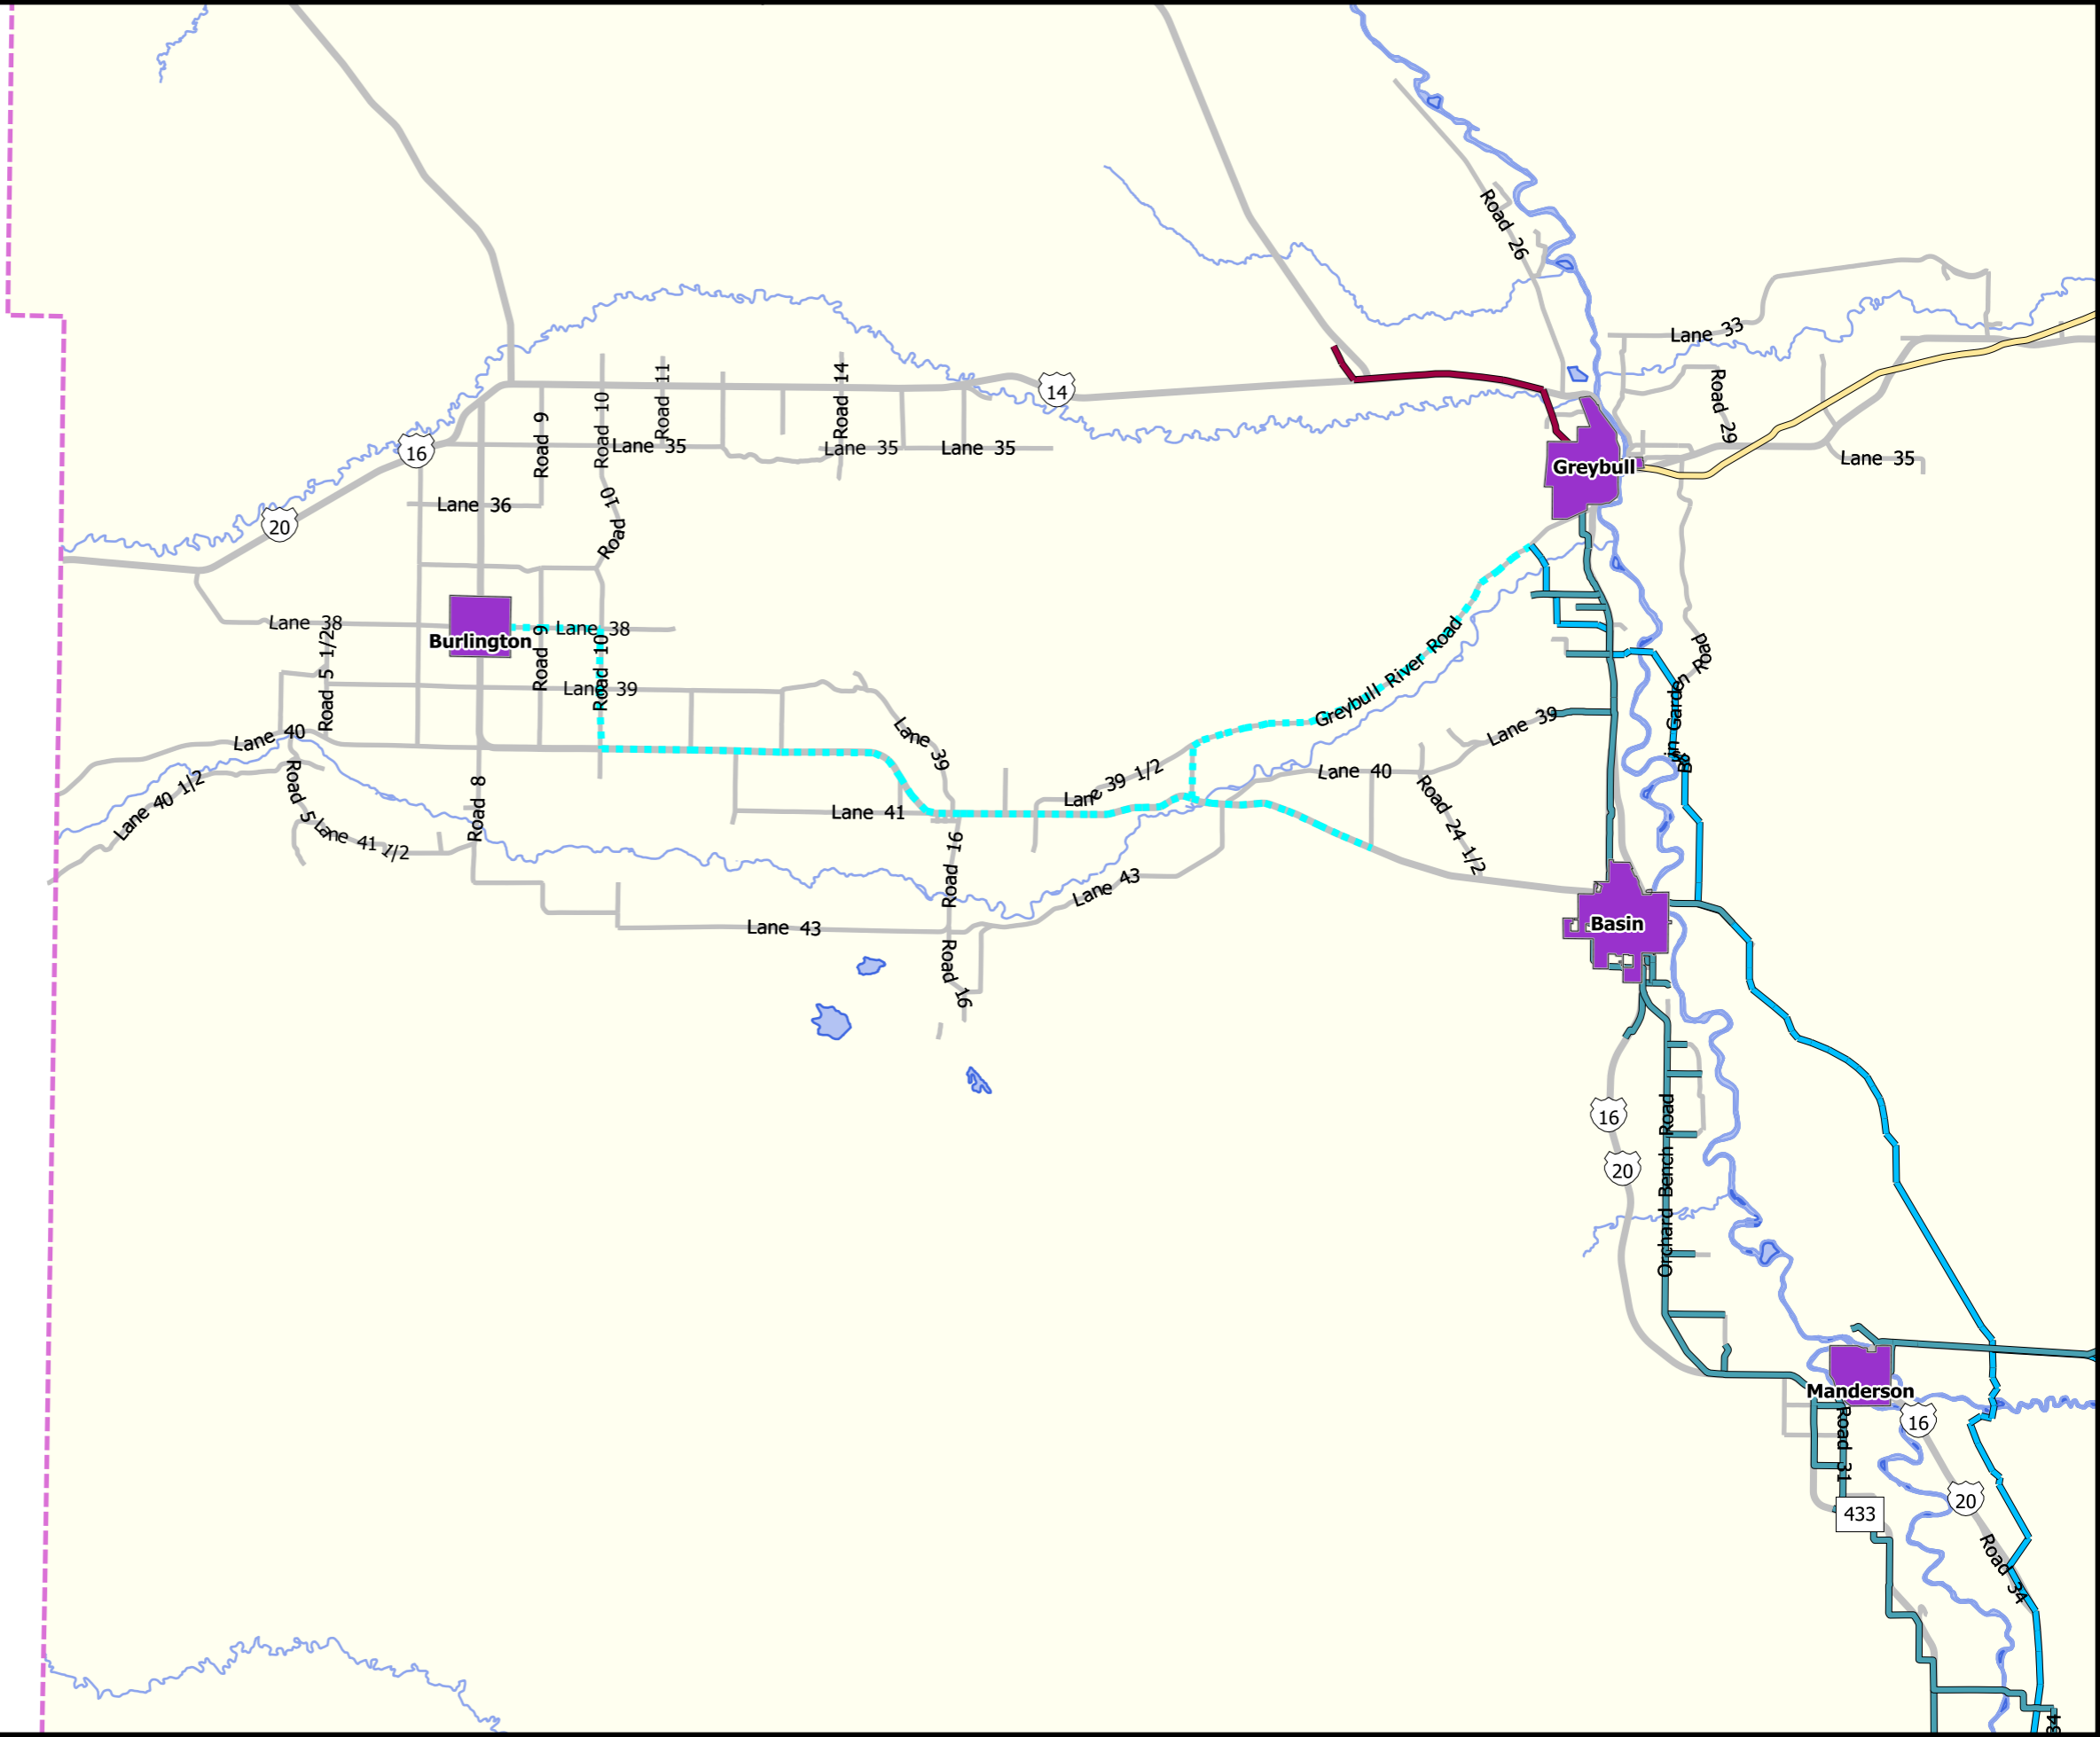 Road 26
Lane 33
14
Road 11
Road 14
Road 29
Road 9
Road 10
Lane 35
Lane 35
Lane 35
16
Greybull
Lane 35
Lane 36
Road 10
20
Lane 38
Burlington
Lane 38
Road 5 1/2
Road 9
Road 10
Lane 39
Greybull River Road
Road
Lane 40
Lane 39
Lane 39
Lane 39 1/2
Lane 40
Lane 40 1/2
Road 5
Road 8
Lane 41
Lane 41 1/2
Road 24 1/2
Road 16
Lane 43
Lane 43
Basin
Road 16
16
Orchard Bench Road
20
Manderson
16
Road 31
20
433
Road 34